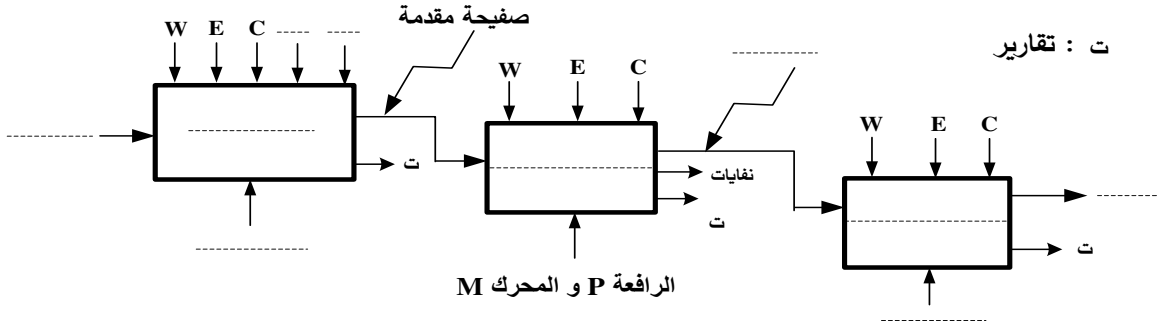 صفيحة مقدمة
ت : تقارير
W E C
W E C
W E C
ت
نفايات
ت
ت
الرافعة P و المحرك M